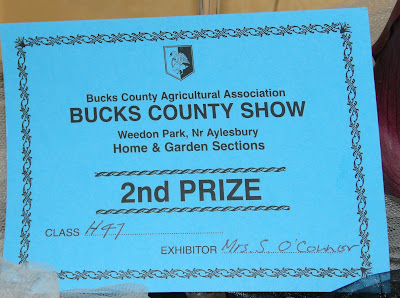 Bucks County Agricultural Association
BUCKS COUNTY SHOW
Weedon Park, Nr Aylesbury
Home & Garden Sections
2nd PRIZE
CLASS H47
EXHIBITOR Mrs. S O'Connor